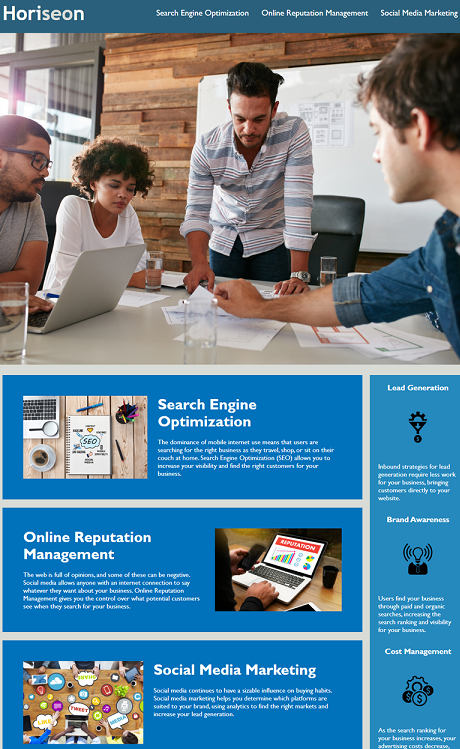 Horiseon
Search Engine Optimization
Online Reputation Management
Social Media Marketing
SEO
Search Engine
Optimization
The dominance of mobile internet use means that users are
searching for the right business as they travel, shop, or sit on their
couch at home. Search Engine Optimization (SEO) allows you to
increase your visibility and find the right customers for your
business.
Online Reputation
Management
The web is full of opinions, and some of these can be negative.
Social media allows anyone with an internet connection to say
whatever they want about your business. Online Reputation
Management gives you the control over what potential customers
see when they search for your business.
REPUTATION
Social Media Marketing
Social media continues to have a sizable influence on buying habits.
Social media marketing helps you determine which platforms are
suited to your brand, using analytics to find the right markets and
increase your lead generation.
SHARE
TWEET
LIKE
MEDIA
Lead Generation
Inbound strategies for lead
generation require less work
for your business, bringing
customers directly to your
website.
Brand Awareness
Users find your business
through paid and organic
searches, increasing the
search ranking and visibility
for your business.
Cost Management
As the search ranking for
your business increases, your
advertising costs decrease,